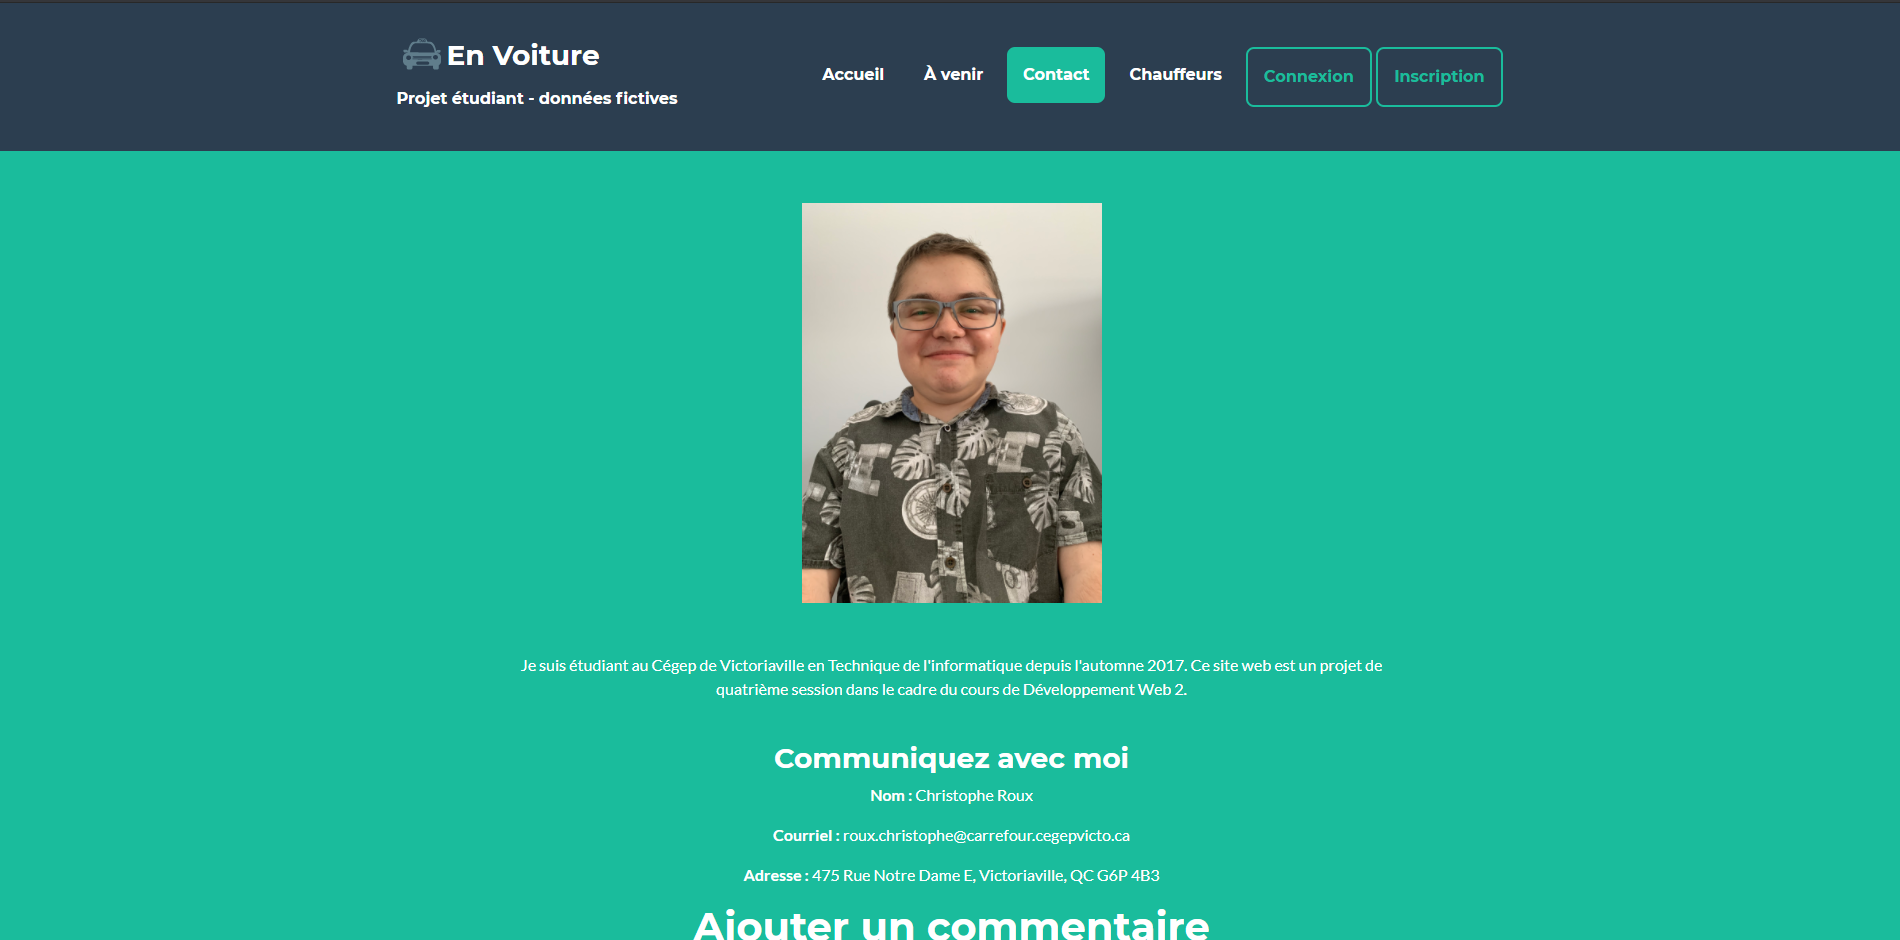 En Voiture
Projet étudiant - données fictives
Accueil
À venir
Contact
Chauffeurs
Connexion
Inscription
Je suis étudiant au Cégep de Victoriaville en Technique de l'informatique depuis l'automne 2017. Ce site web est un projet de
quatrième session dans le cadre du cours de Développement Web 2.
Communiquez avec moi
Nom : Christophe Roux
Courriel : roux.christophe@carrefour.cegepvicto.ca
Adresse : 475 Rue Notre Dame E, Victoriaville, QC G6P 4B3
Ajouter un commentaire